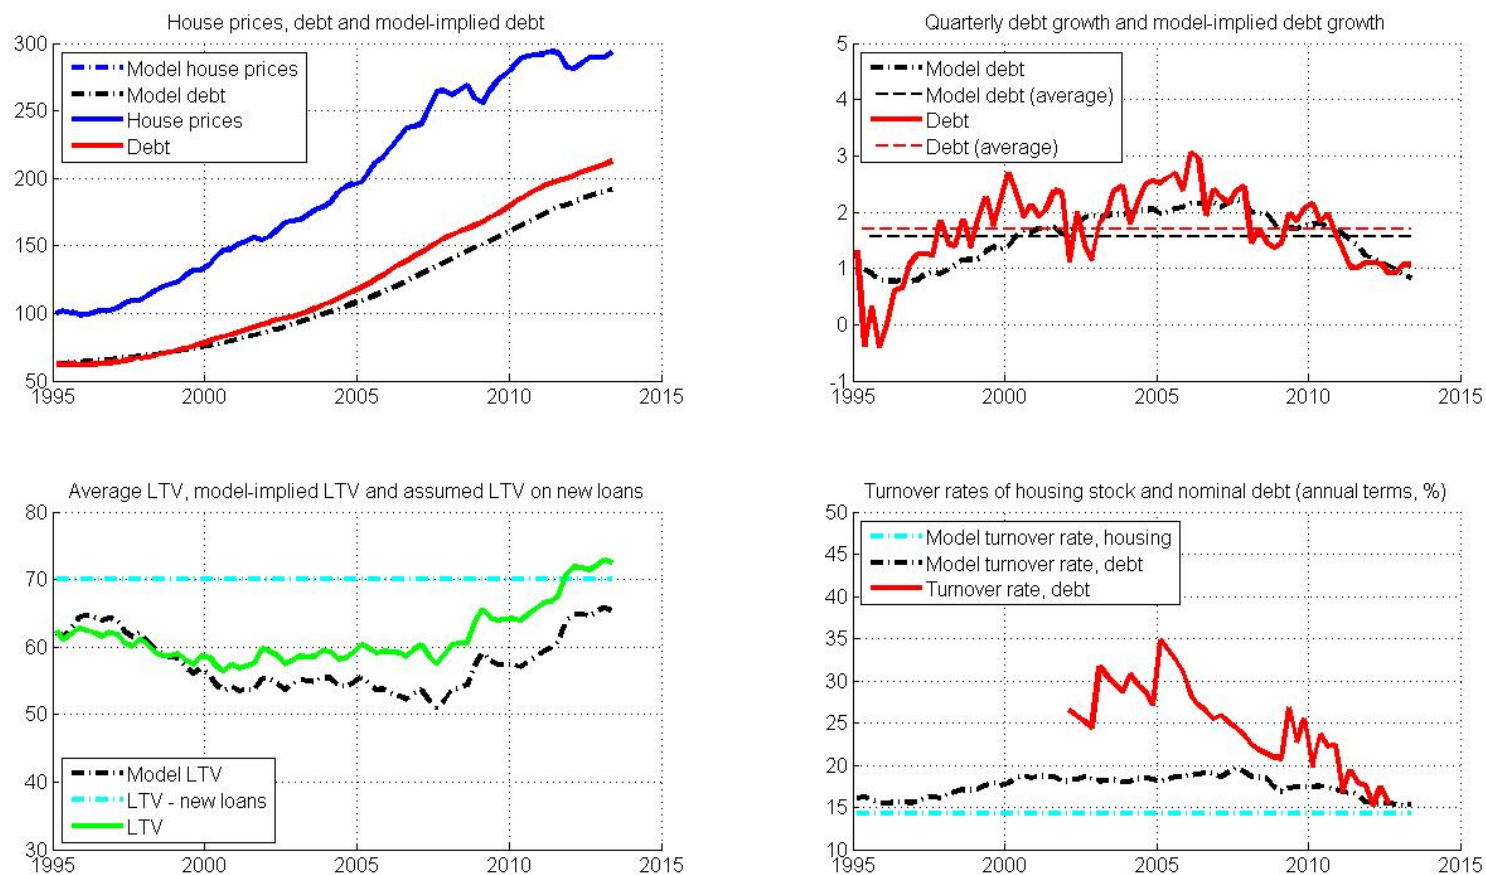 House prices, debt and model-implied debt
300
250
200
150
100
50
1995
2000
2005
2010
2015
Model house prices
Model debt
House prices
Debt
Quarterly debt growth and model-implied debt growth
5
4
3
2
1
0
-1
1995
2000
2005
2010
2015
Model debt
Model debt (average)
Debt
Debt (average)
Average LTV, model-implied LTV and assumed LTV on new loans
80
70
60
50
40
30
1995
2000
2005
2010
2015
Model LTV
LTV - new loans
LTV
Turnover rates of housing stock and nominal debt (annual terms, %)
50
45
40
35
30
25
20
15
10
1995
2000
2005
2010
2015
Model turnover rate, housing
Model turnover rate, debt
Turnover rate, debt